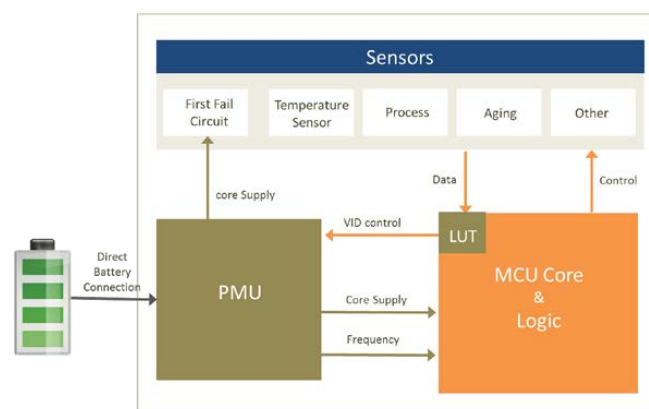 Sensors
First Fail
Circuit
Temperature
Sensor
Process
Aging
Other
core Supply
Data
Control
VID control
LUT
Direct
Battery
Connection
PMU
MCU Core
&
Logic
Core Supply
Frequency